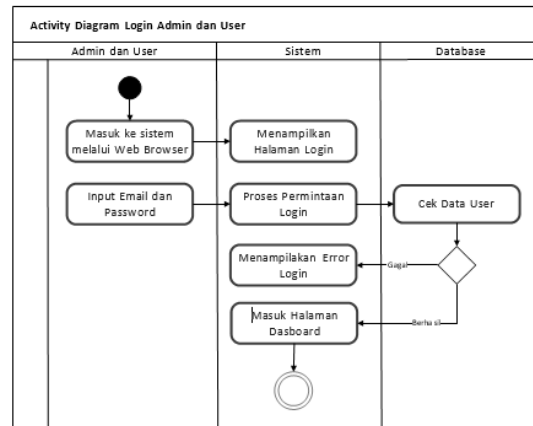 Activity Diagram Login Admin dan User
Admin dan User
Sistem
Database
Masuk ke sistem
melalui Web Browser
Menampilkan
Halaman Login
Input Email dan
Password
Proses Permintaan
Login
Cek Data User
Menampilakan Error
Login
Gagal
Masuk Halaman
Dasboard
Berhasil